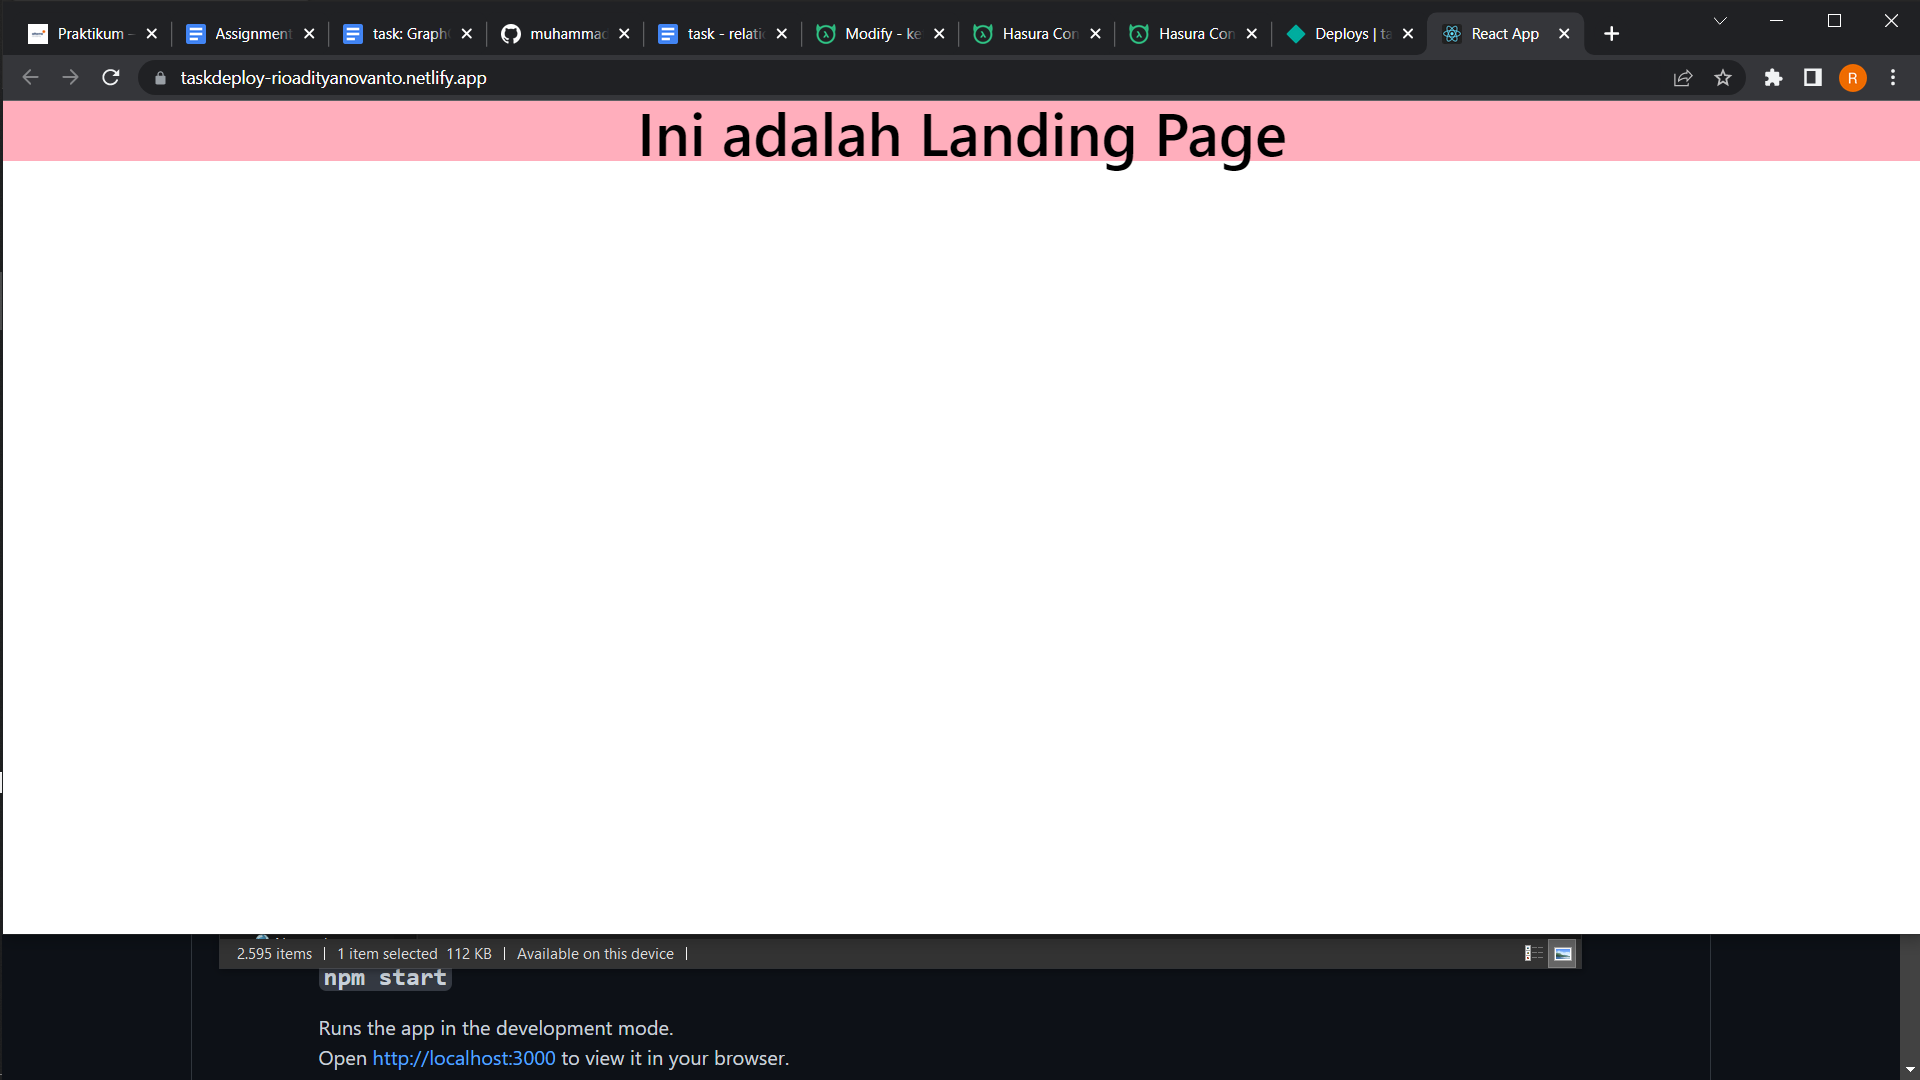 Praktikum -
Assignment
task: Graph
muhammad
task - relati
Modify - ke
Hasura Con
Hasura Con
Deploys | ta
React App
taskdeploy-rioadityanovanto.netlify.app
R
Ini adalah Landing Page
2.595 items
1 item selected 112 KB
Available on this device
npm start
Runs the app in the development mode.
Open http://localhost:3000 to view it in your browser.